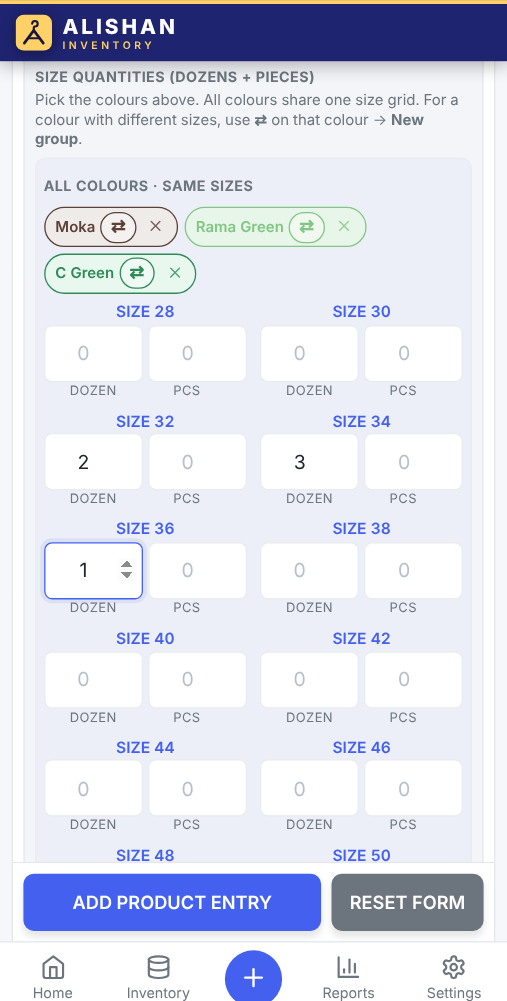 ALISHAN
INVENTORY
SIZE QUANTITIES (DOZENS + PIECES)
Pick the colours above. All colours share one size grid. For a
colour with different sizes, use ⇄ on that colour → New
group.
ALL COLOURS · SAME SIZES
Moka ⇄ × Rama Green ⇄ ×
C Green ⇄ ×
SIZE 28 SIZE 30
0 0 0 0
DOZEN PCS DOZEN PCS
SIZE 32 SIZE 34
2 0 3 0
DOZEN PCS DOZEN PCS
SIZE 36 SIZE 38
1 0 0 0
DOZEN PCS DOZEN PCS
SIZE 40 SIZE 42
0 0 0 0
DOZEN PCS DOZEN PCS
SIZE 44 SIZE 46
0 0 0 0
DOZEN PCS DOZEN PCS
SIZE 48 SIZE 50
ADD PRODUCT ENTRY RESET FORM
Home Inventory + Reports Settings